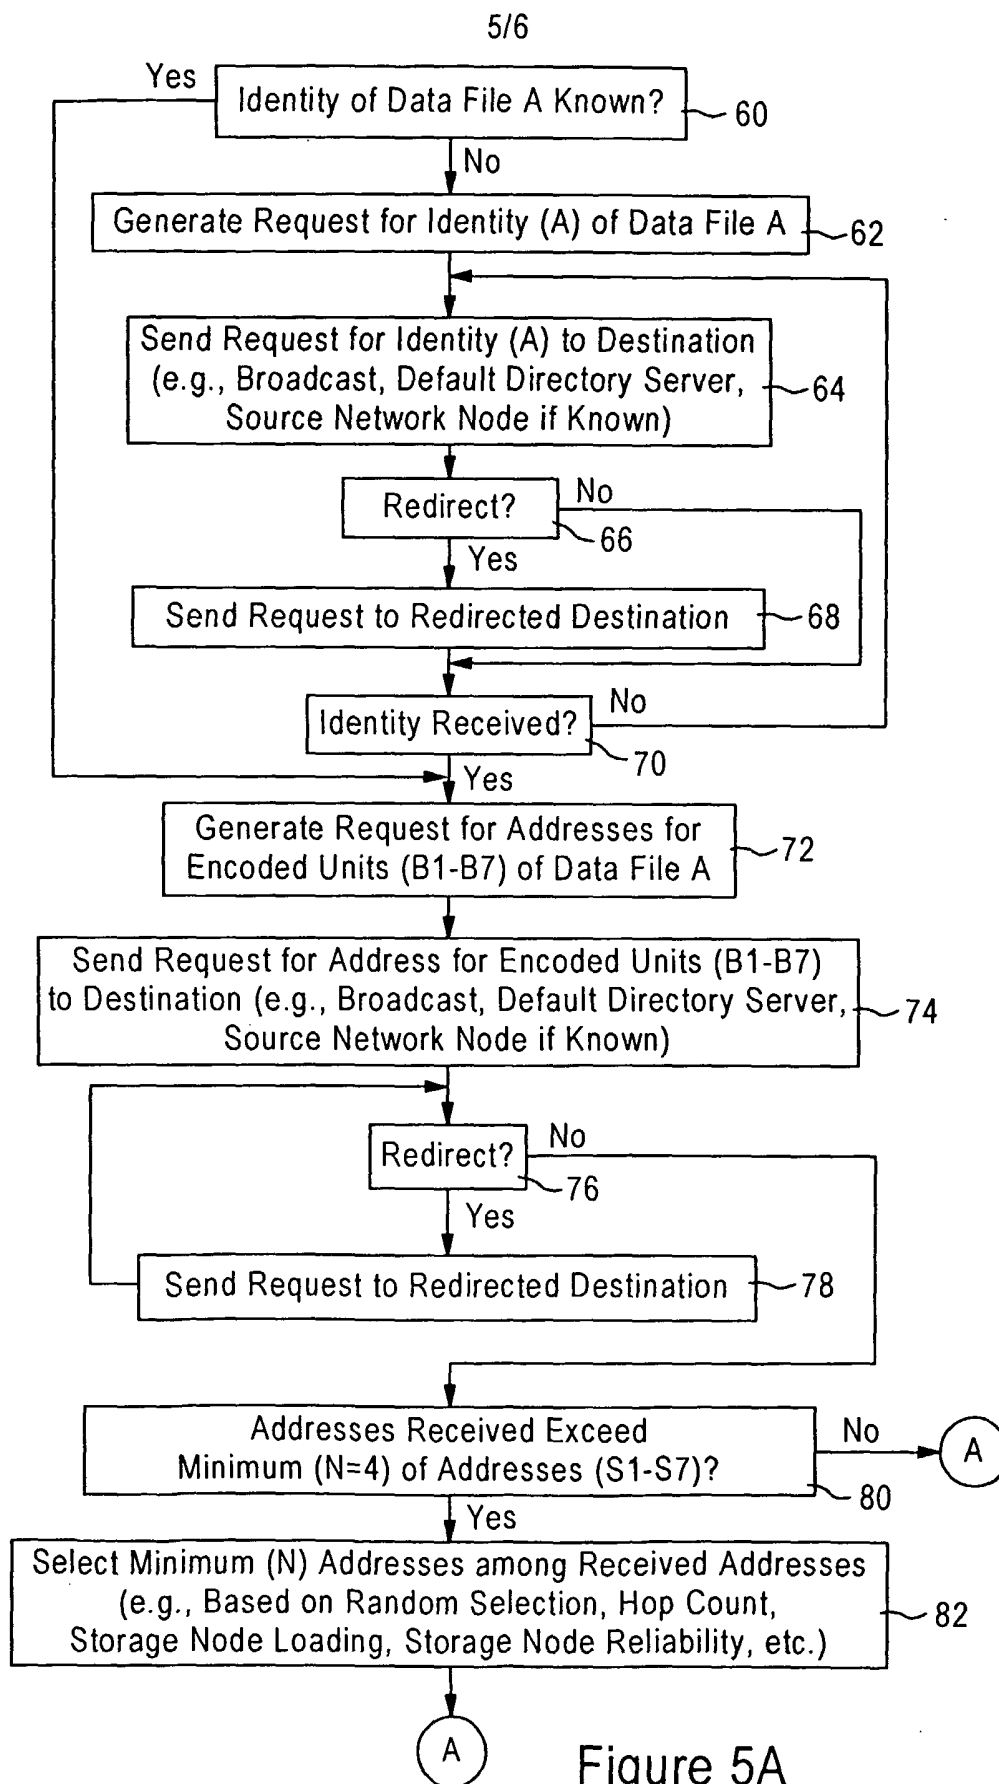 5/6
Yes
Identity of Data File A Known?
60
No
Generate Request for Identity (A) of Data File A
62
Send Request for Identity (A) to Destination
(e.g., Broadcast, Default Directory Server,
Source Network Node if Known)
64
Redirect?
No
66
Yes
Send Request to Redirected Destination
68
Identity Received?
No
70
Yes
Generate Request for Addresses for
Encoded Units (B1-B7) of Data File A
72
Send Request for Address for Encoded Units (B1-B7)
to Destination (e.g., Broadcast, Default Directory Server,
Source Network Node if Known)
74
Redirect?
No
76
Yes
Send Request to Redirected Destination
78
Addresses Received Exceed
Minimum (N=4) of Addresses (S1-S7)?
No
A
80
Yes
Select Minimum (N) Addresses among Received Addresses
(e.g., Based on Random Selection, Hop Count,
Storage Node Loading, Storage Node Reliability, etc.)
82
A
Figure 5A